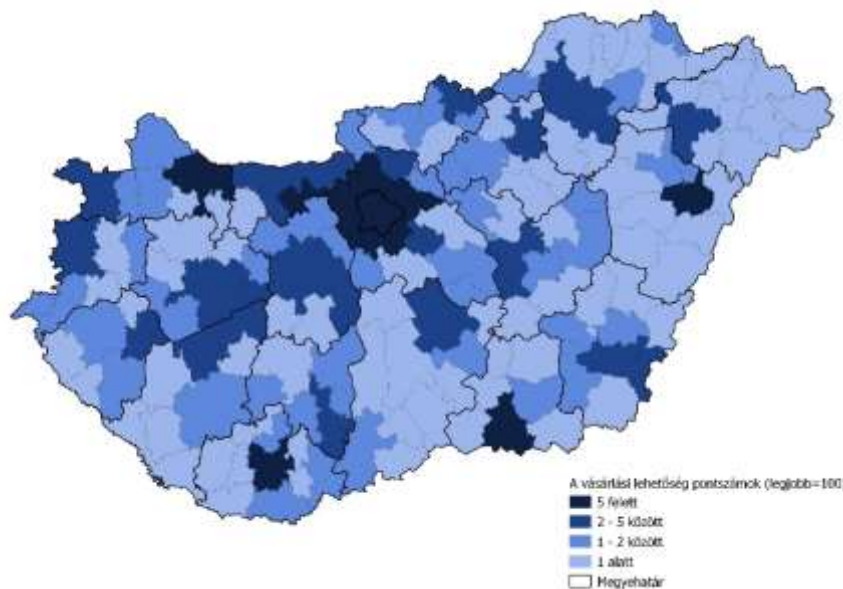 A vásárlási lehetőség pontszámok (legjobb=100
5 felett
2 - 5 között
1 - 2 között
1 alatt
Megyehatár